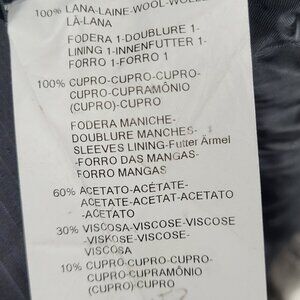 100% LANA-LAINE-WOOL-WOLLE
LÃ-LANA
FODERA 1-DOUBLURE 1-
LINING 1-INNENFUTTER 1-
FORRO 1-FORRO 1
100% CUPRO-CUPRO-CUPRO-
CUPRO-CUPRAMÔNIO
(CUPRO)-CUPRO
FODERA MANICHE-
DOUBLURE MANCHES-
SLEEVES LINING-Futter Ärmel
-FORRO DAS MANGAS-
FORRO MANGAS
60% ACETATO-ACÉTATE-
ACETATE-ACETAT-ACETATO
-ACETATO
30% VISCOSA-VISCOSE-VISCOSE
-VISKOSE-VISCOSE-
VISCOSA
10% CUPRO-CUPRO-CUPRO-
CUPRO-CUPRAMÔNIO
(CUPRO)-CUPRO